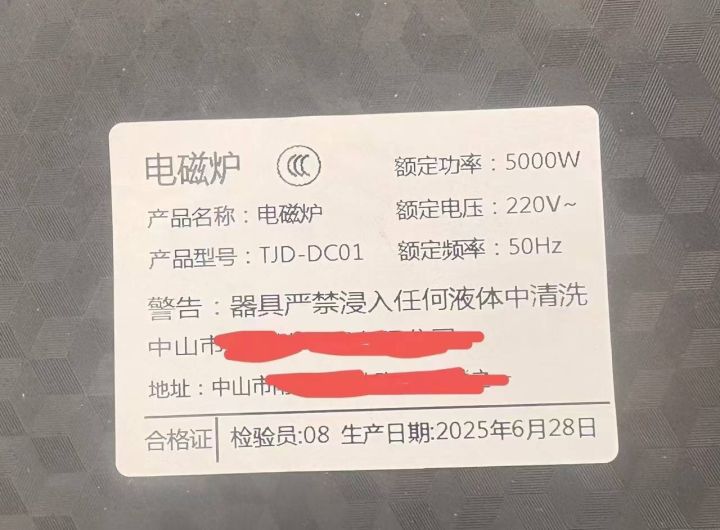 电磁炉 CCC 额定功率：5000W
产品名称：电磁炉 额定电压：220V~
产品型号：TJD-DC01 额定频率：50Hz
警告：器具严禁浸入任何液体中清洗
中山市
地址：中山市
合格证 检验员:08 生产日期:2025年6月28日